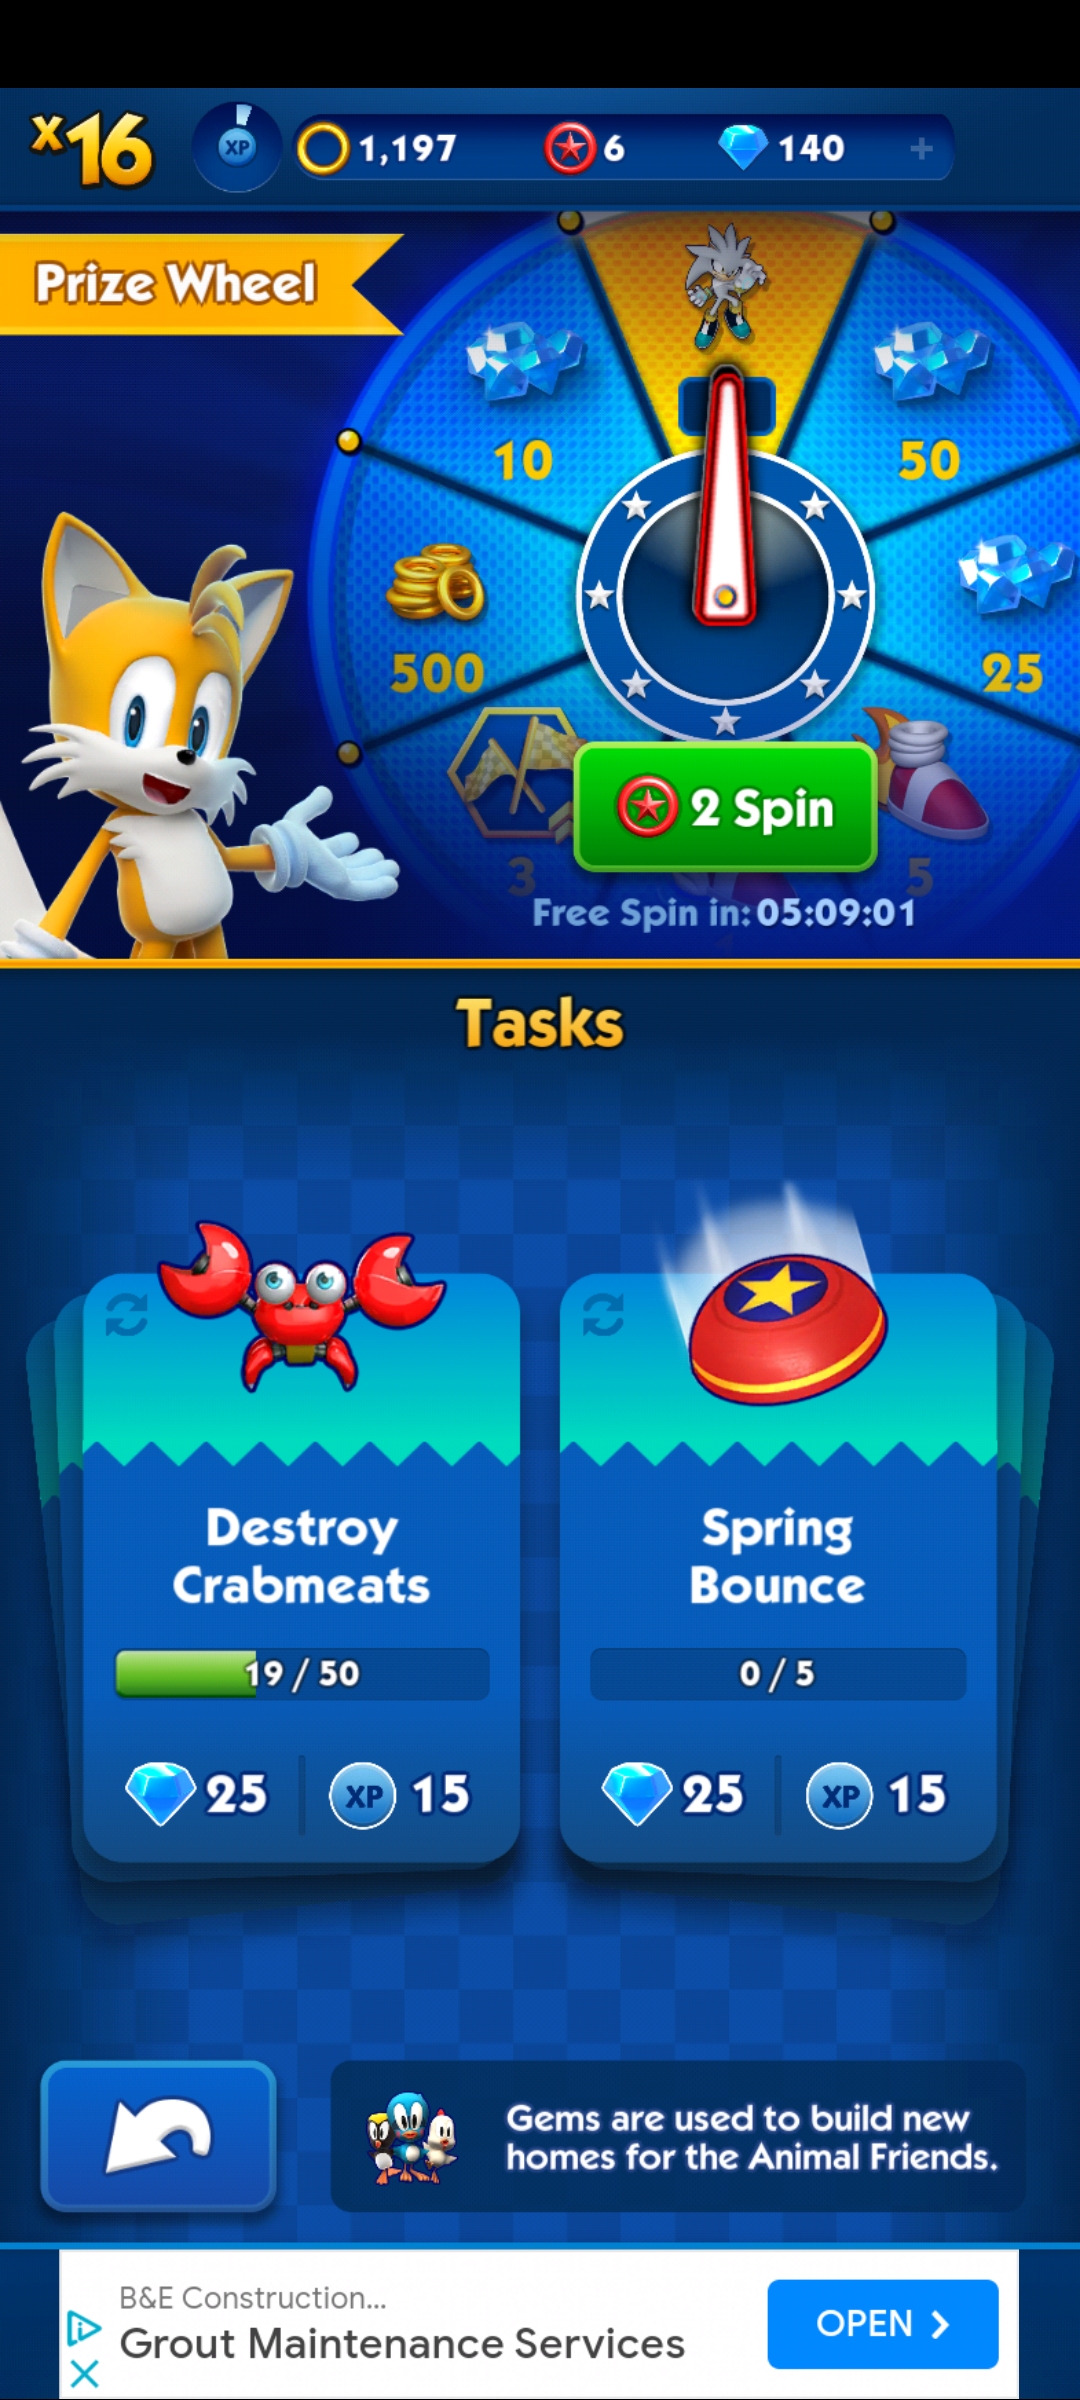 x16
XP
1,197
6
140
+
Prize Wheel
10
50
500
25
3
5
2 Spin
Free Spin in: 05:09:01
Tasks
Destroy
Crabmeats
19 / 50
25
XP
15
Spring
Bounce
0 / 5
25
XP
15
Gems are used to build new
homes for the Animal Friends.
B&E Construction...
Grout Maintenance Services
OPEN